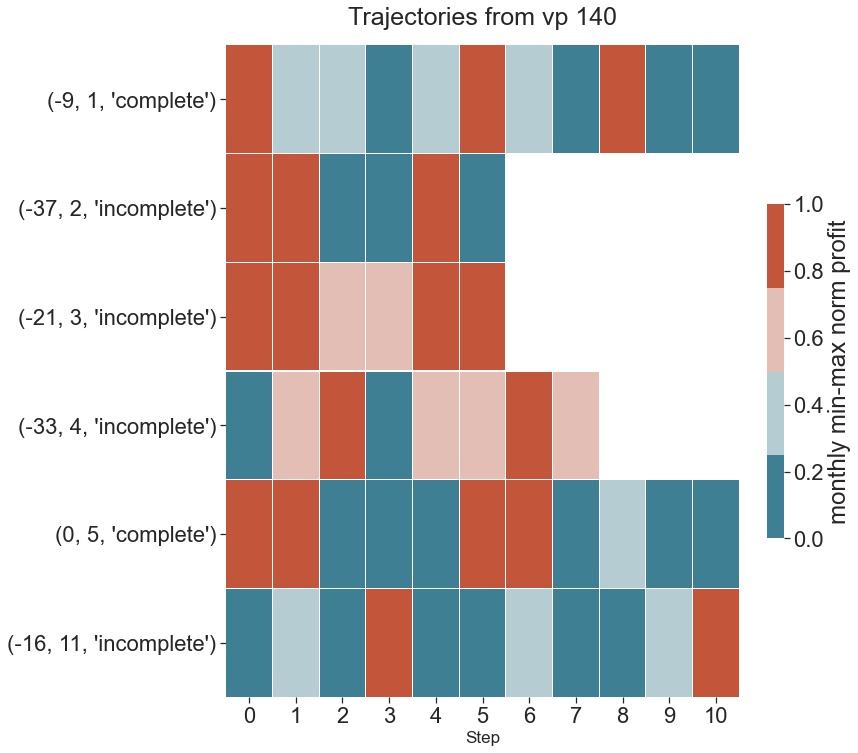 Trajectories from vp 140
(-9, 1, 'complete')
(-37, 2, 'incomplete')
(-21, 3, 'incomplete')
(-33, 4, 'incomplete')
(0, 5, 'complete')
(-16, 11, 'incomplete')
0 1 2 3 4 5 6 7 8 9 10
Step
1.0
0.8
0.6
0.4
0.2
0.0
monthly min-max norm profit